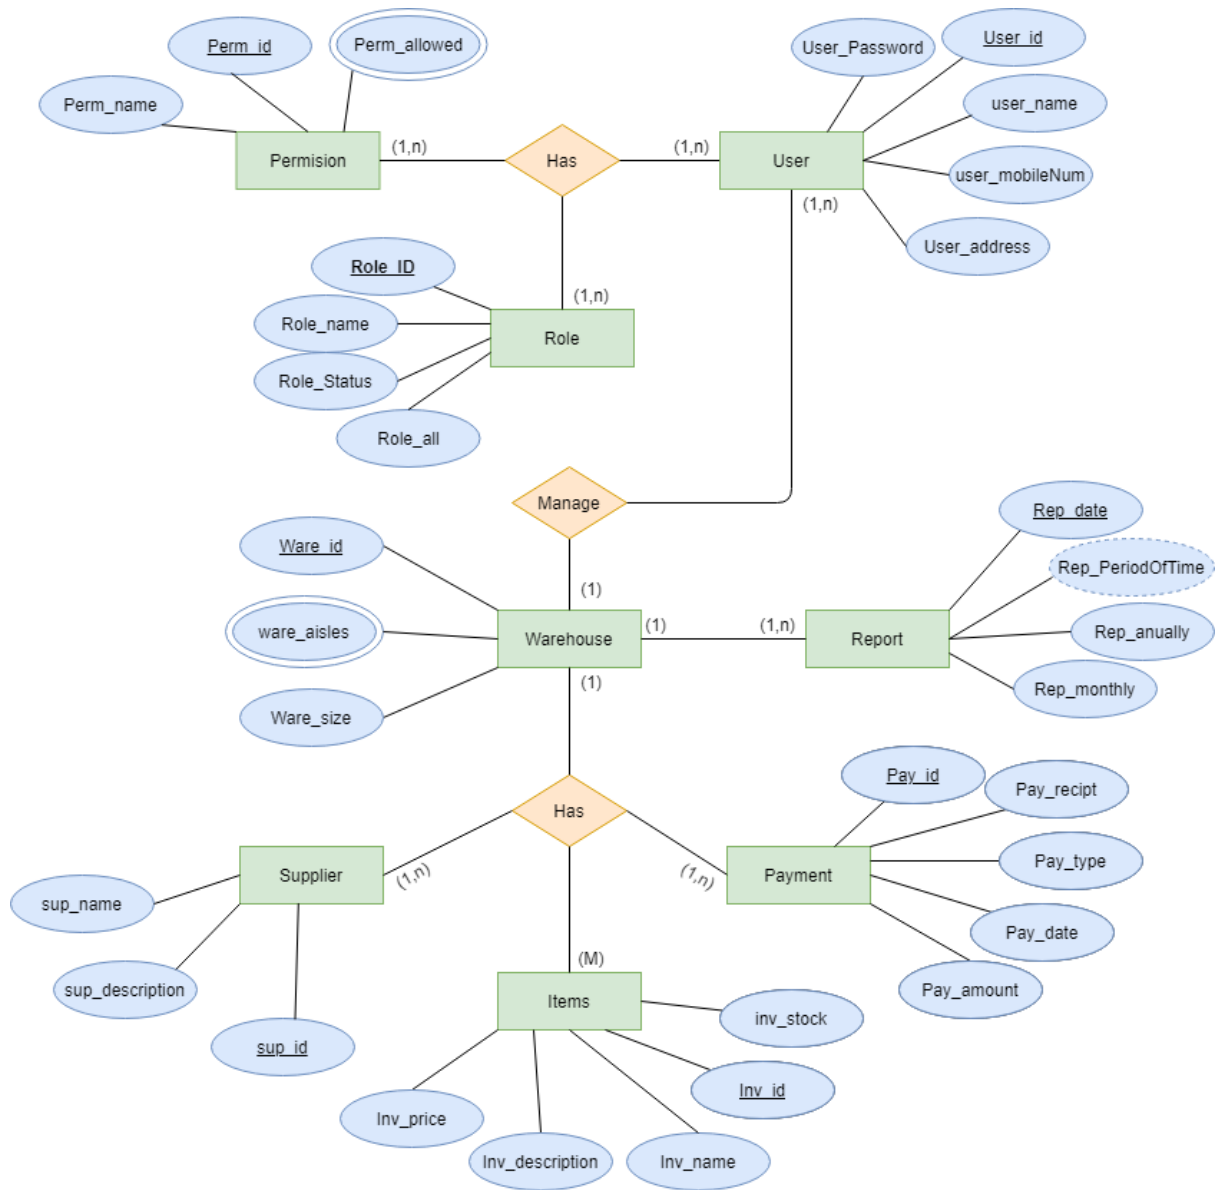 Perm_id
Perm_allowed
Perm_name
User_Password
User_id
user_name
user_mobileNum
User_address
Permision
(1,n)
Has
(1,n)
User
(1,n)
Role_ID
Role_name
Role_Status
Role_all
(1,n)
Role
Manage
(1)
Ware_id
ware_aisles
Ware_size
Warehouse
(1)
(1,n)
Report
Rep_date
Rep_PeriodOfTime
Rep_anually
Rep_monthly
(1)
Has
Supplier
(1,n)
sup_name
sup_description
sup_id
(1,n)
Payment
Pay_id
Pay_recipt
Pay_type
Pay_date
Pay_amount
(M)
Items
inv_stock
Inv_id
Inv_price
Inv_description
Inv_name